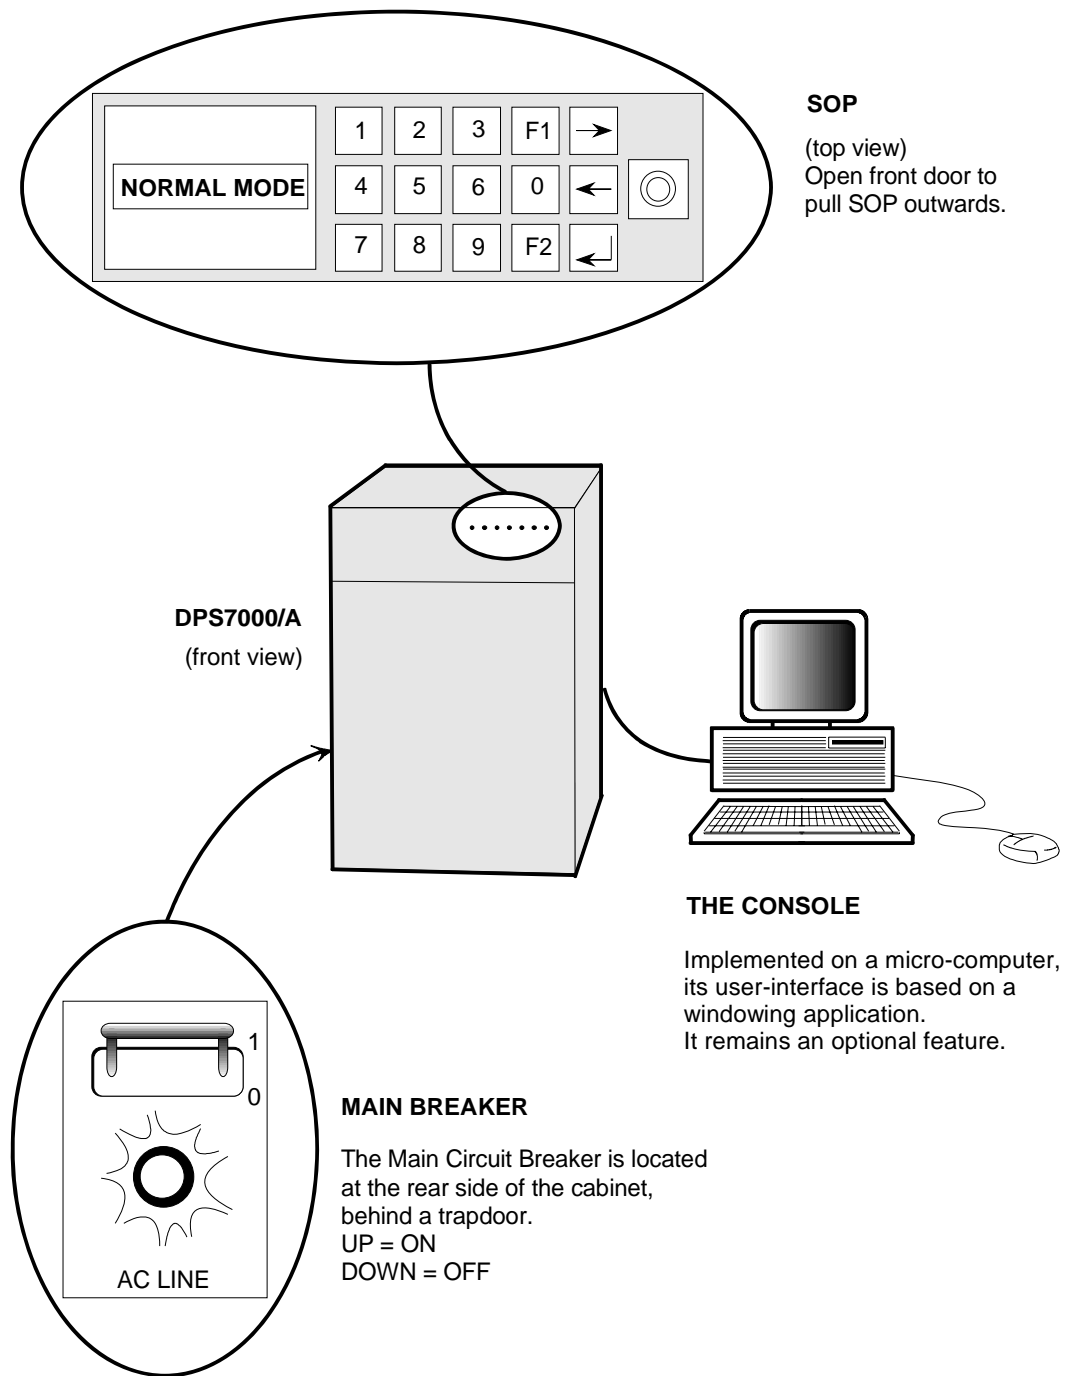 SOP
(top view)
Open front door to
pull SOP outwards.
NORMAL MODE
1 2 3 F1
4 5 6 0
7 8 9 F2
DPS7000/A
(front view)
THE CONSOLE
Implemented on a micro-computer,
its user-interface is based on a
windowing application.
It remains an optional feature.
1
0
AC LINE
MAIN BREAKER
The Main Circuit Breaker is located
at the rear side of the cabinet,
behind a trapdoor.
UP = ON
DOWN = OFF